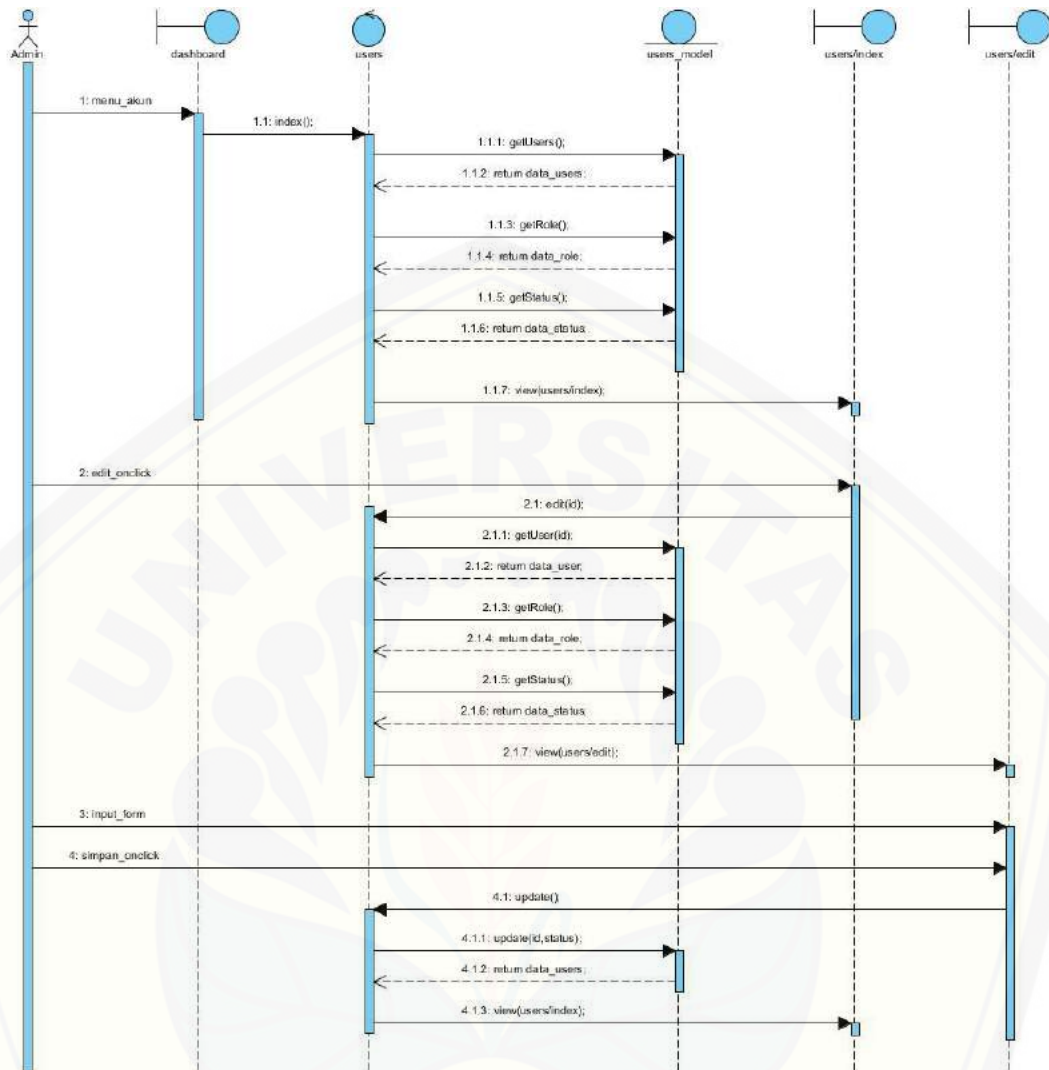 Admin
dashboard
users
users_model
users/index
users/edit
1: menu_akun
1.1: index();
1.1.1: getUsers();
1.1.2: return data_users;
1.1.3: getRole();
1.1.4: return data_role;
1.1.5: getStatus();
1.1.6: return data_status;
1.1.7: view(users/index);
2: edit_onclick
2.1: edit(id);
2.1.1: getUser(id);
2.1.2: return data_user;
2.1.3: getRole();
2.1.4: return data_role;
2.1.5: getStatus();
2.1.6: return data_status;
2.1.7: view(users/edit);
3: input_form
4: simpan_onclick
4.1: update()
4.1.1: update(id,status);
4.1.2: return data_users;
4.1.3: view(users/index);
UNIVERSITAS